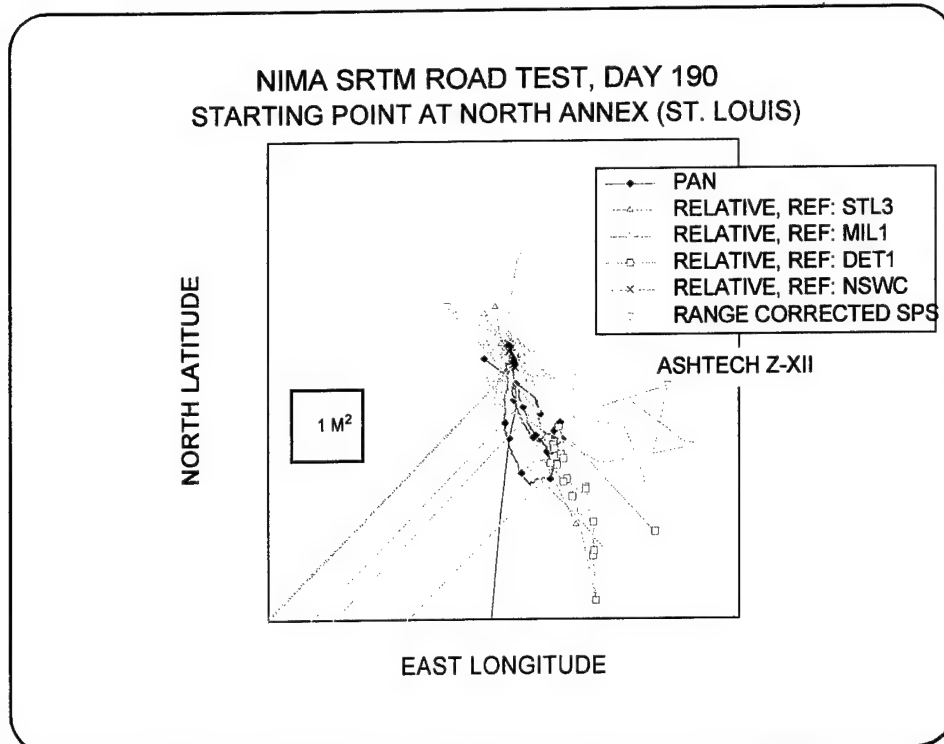 NIMA SRTM ROAD TEST, DAY 190
STARTING POINT AT NORTH ANNEX (ST. LOUIS)
PAN
RELATIVE, REF: STL3
RELATIVE, REF: MIL1
RELATIVE, REF: DET1
RELATIVE, REF: NSWC
RANGE CORRECTED SPS
ASHTECH Z-XII
NORTH LATITUDE
1 M²
EAST LONGITUDE